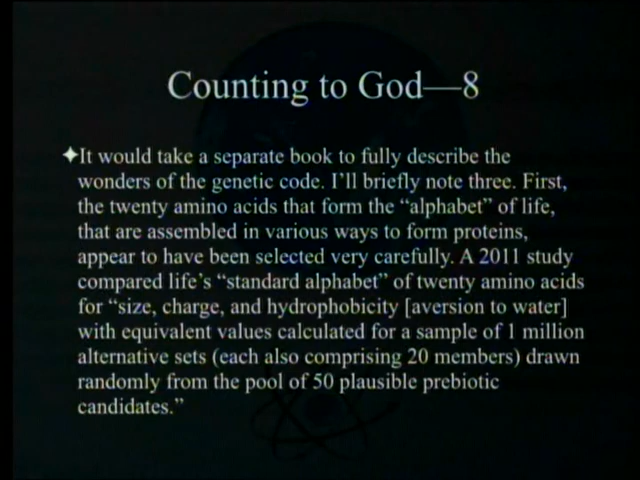 Counting to God—8
✦It would take a separate book to fully describe the
wonders of the genetic code. I’ll briefly note three. First,
the twenty amino acids that form the “alphabet” of life,
that are assembled in various ways to form proteins,
appear to have been selected very carefully. A 2011 study
compared life’s “standard alphabet” of twenty amino acids
for “size, charge, and hydrophobicity [aversion to water]
with equivalent values calculated for a sample of 1 million
alternative sets (each also comprising 20 members) drawn
randomly from the pool of 50 plausible prebiotic
candidates.”